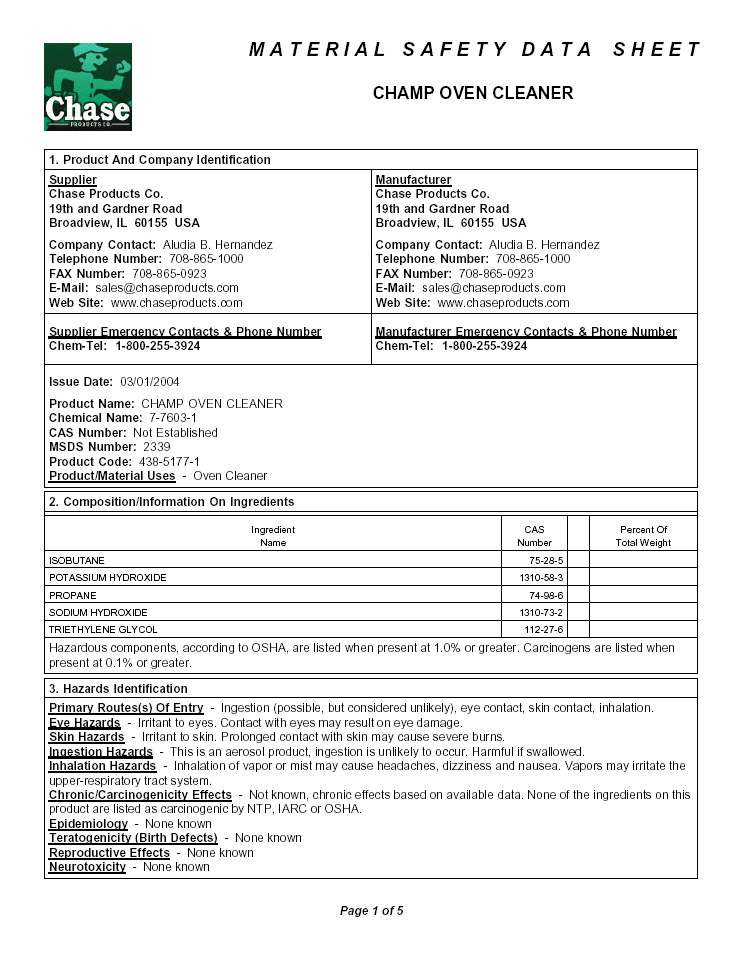 MATERIAL SAFETY DATA SHEET
Chase
PRODUCTS CO.
CHAMP OVEN CLEANER
1. Product And Company Identification
Supplier
Chase Products Co.
19th and Gardner Road
Broadview, IL 60155 USA
Company Contact: Aludia B. Hernandez
Telephone Number: 708-865-1000
FAX Number: 708-865-0923
E-Mail: sales@chaseproducts.com
Web Site: www.chaseproducts.com
Manufacturer
Chase Products Co.
19th and Gardner Road
Broadview, IL 60155 USA
Company Contact: Aludia B. Hernandez
Telephone Number: 708-865-1000
FAX Number: 708-865-0923
E-Mail: sales@chaseproducts.com
Web Site: www.chaseproducts.com
Supplier Emergency Contacts & Phone Number
Chem-Tel: 1-800-255-3924
Manufacturer Emergency Contacts & Phone Number
Chem-Tel: 1-800-255-3924
Issue Date: 03/01/2004
Product Name: CHAMP OVEN CLEANER
Chemical Name: 7-7603-1
CAS Number: Not Established
MSDS Number: 2339
Product Code: 438-5177-1
Product/Material Uses - Oven Cleaner
2. Composition/Information On Ingredients
Ingredient
Name
CAS
Number
Percent Of
Total Weight
ISOBUTANE 75-28-5
POTASSIUM HYDROXIDE 1310-58-3
PROPANE 74-98-6
SODIUM HYDROXIDE 1310-73-2
TRIETHYLENE GLYCOL 112-27-6
Hazardous components, according to OSHA, are listed when present at 1.0% or greater. Carcinogens are listed when
present at 0.1% or greater.
3. Hazards Identification
Primary Routes(s) Of Entry - Ingestion (possible, but considered unlikely), eye contact, skin contact, inhalation.
Eye Hazards - Irritant to eyes. Contact with eyes may result on eye damage.
Skin Hazards - Irritant to skin. Prolonged contact with skin may cause severe burns.
Ingestion Hazards - This is an aerosol product, ingestion is unlikely to occur. Harmful if swallowed.
Inhalation Hazards - Inhalation of vapor or mist may cause headaches, dizziness and nausea. Vapors may irritate the
upper-respiratory tract system.
Chronic/Carcinogenicity Effects - Not known, chronic effects based on available data. None of the ingredients on this
product are listed as carcinogenic by NTP, IARC or OSHA.
Epidemiology - None known
Teratogenicity (Birth Defects) - None known
Reproductive Effects - None known
Neurotoxicity - None known
Page 1 of 5